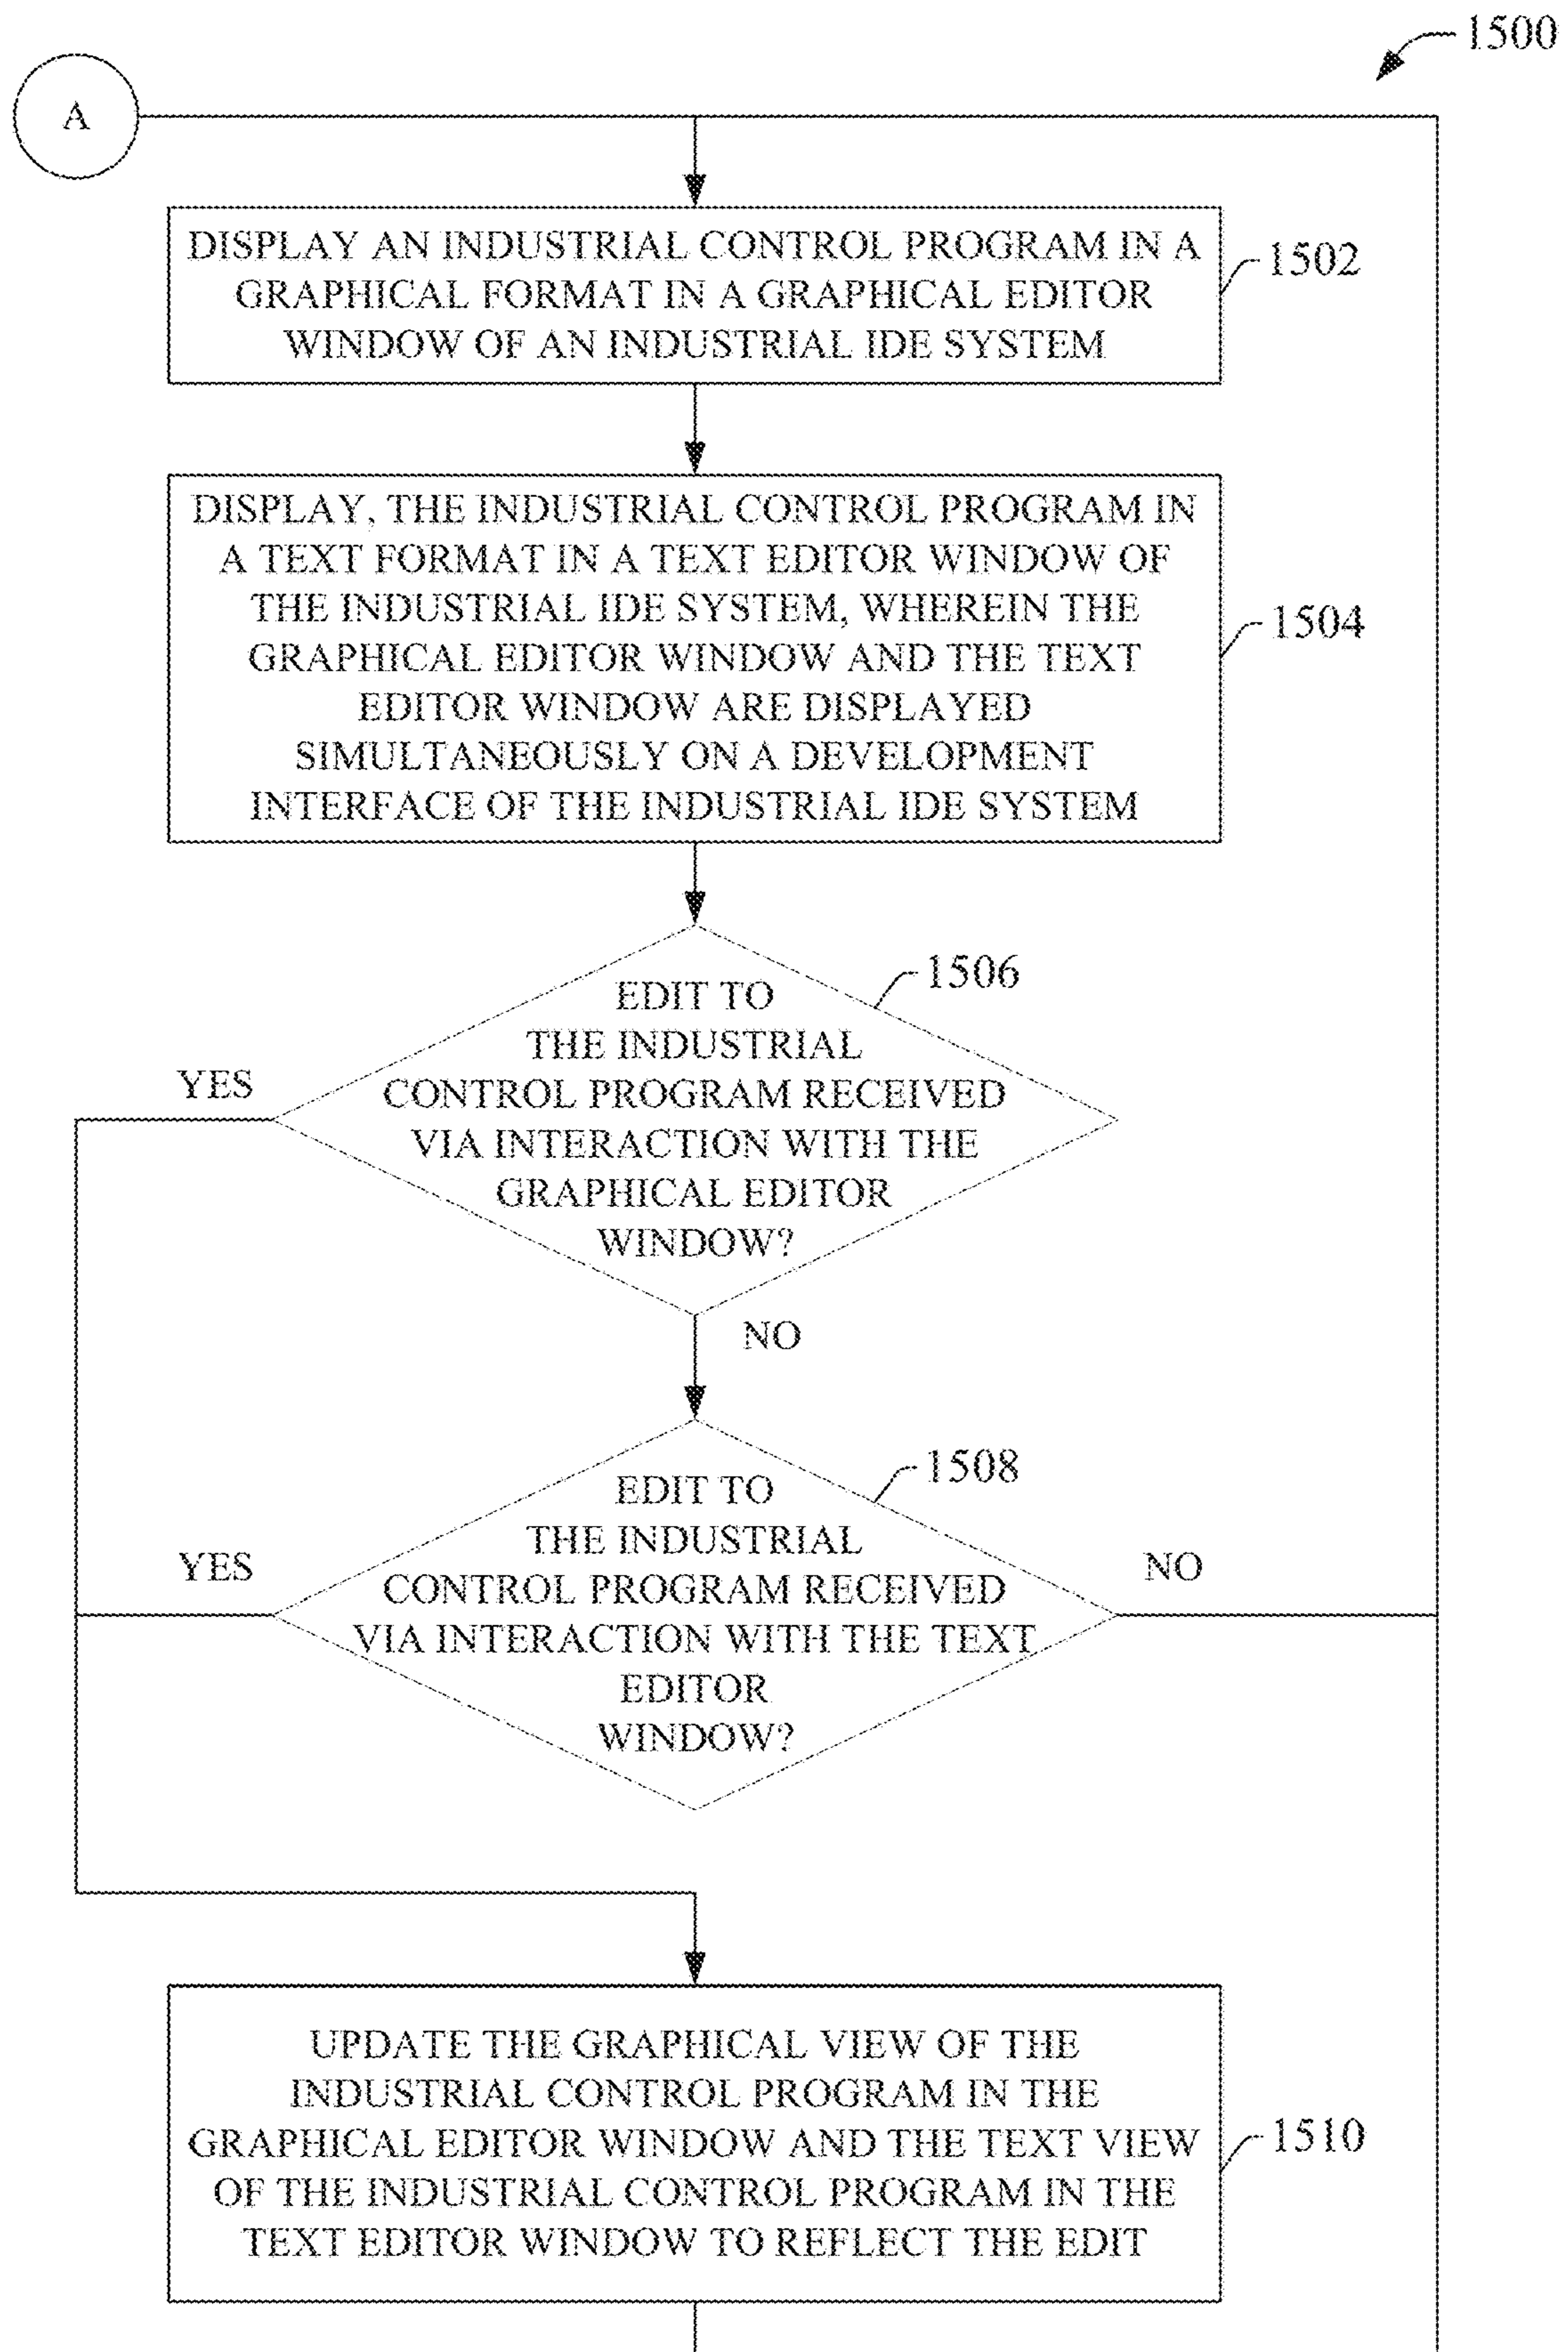 1500
A
DISPLAY AN INDUSTRIAL CONTROL PROGRAM IN A
GRAPHICAL FORMAT IN A GRAPHICAL EDITOR
WINDOW OF AN INDUSTRIAL IDE SYSTEM
1502
DISPLAY, THE INDUSTRIAL CONTROL PROGRAM IN
A TEXT FORMAT IN A TEXT EDITOR WINDOW OF
THE INDUSTRIAL IDE SYSTEM, WHEREIN THE
GRAPHICAL EDITOR WINDOW AND THE TEXT
EDITOR WINDOW ARE DISPLAYED
SIMULTANEOUSLY ON A DEVELOPMENT
INTERFACE OF THE INDUSTRIAL IDE SYSTEM
1504
1506
EDIT TO
THE INDUSTRIAL
CONTROL PROGRAM RECEIVED
VIA INTERACTION WITH THE
GRAPHICAL EDITOR
WINDOW?
YES
NO
1508
EDIT TO
THE INDUSTRIAL
CONTROL PROGRAM RECEIVED
VIA INTERACTION WITH THE TEXT
EDITOR
WINDOW?
YES
NO
UPDATE THE GRAPHICAL VIEW OF THE
INDUSTRIAL CONTROL PROGRAM IN THE
GRAPHICAL EDITOR WINDOW AND THE TEXT VIEW
OF THE INDUSTRIAL CONTROL PROGRAM IN THE
TEXT EDITOR WINDOW TO REFLECT THE EDIT
1510